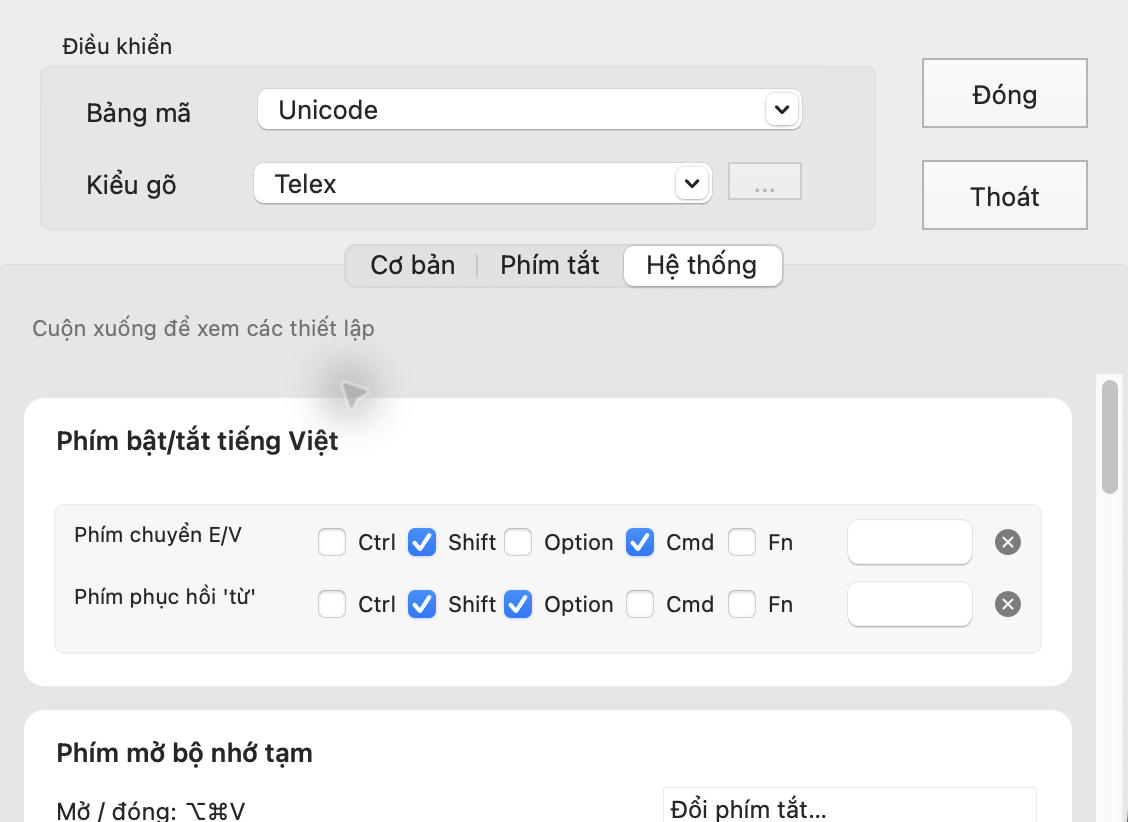 Điều khiển
Bảng mã Unicode
Đóng
Kiểu gõ Telex ...
Thoát
Cơ bản Phím tắt Hệ thống
Cuộn xuống để xem các thiết lập
Phím bật/tắt tiếng Việt
Phím chuyển E/V Ctrl Shift Option Cmd Fn
Phím phục hồi 'từ' Ctrl Shift Option Cmd Fn
Phím mở bộ nhớ tạm
Mở / đóng: ⌥⌘V Đổi phím tắt...